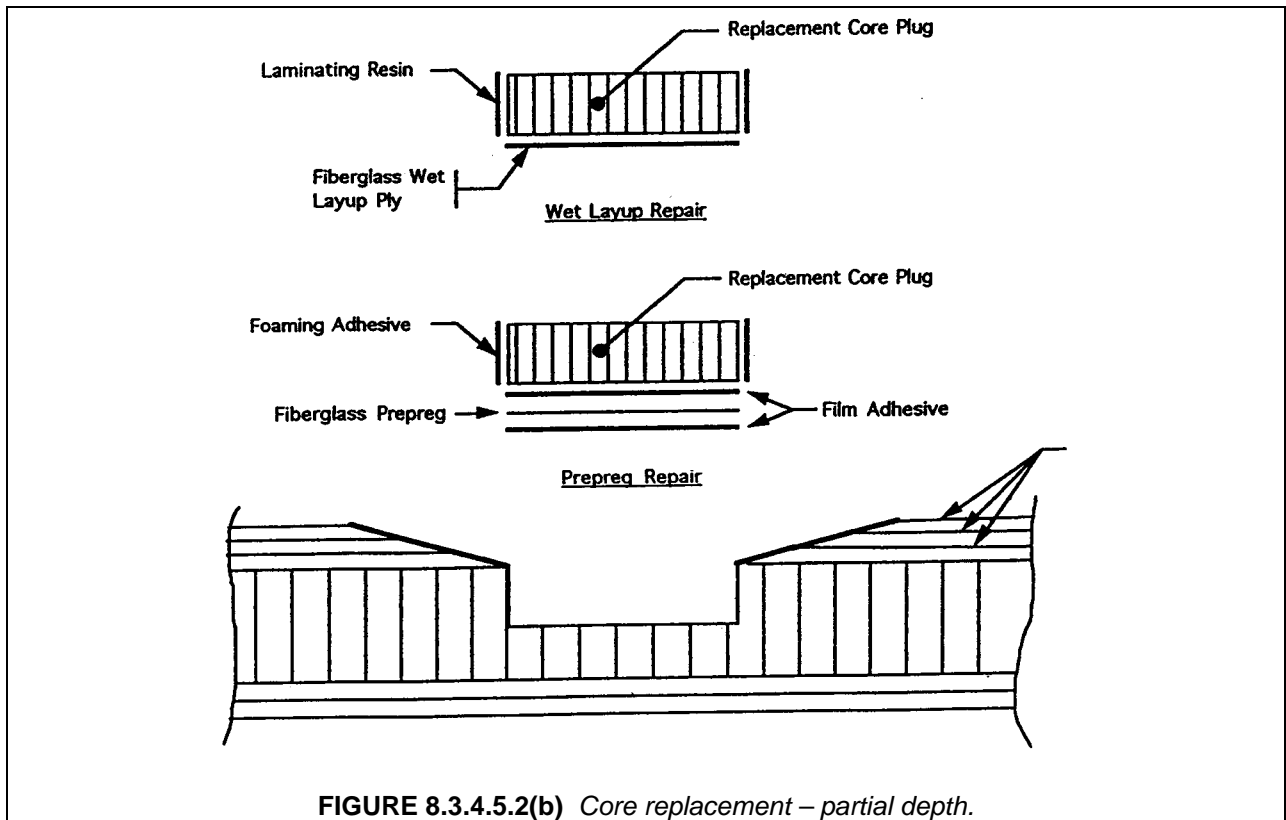 Replacement Core Plug
Laminating Resin
Fiberglass Wet
Layup Ply
Wet Layup Repair
Replacement Core Plug
Foaming Adhesive
Fiberglass Prepreg
Film Adhesive
Prepreg Repair
FIGURE 8.3.4.5.2(b) Core replacement – partial depth.